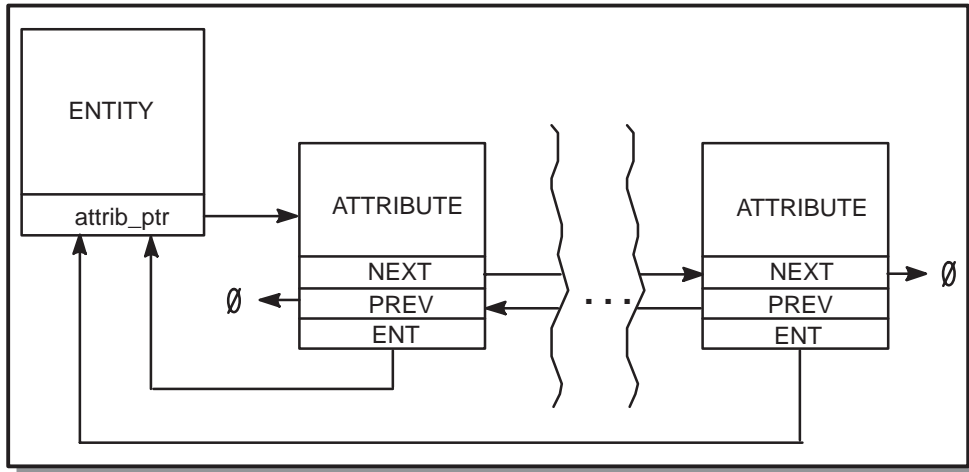 ENTITY
attrib_ptr
ATTRIBUTE
NEXT
PREV
ENT
Ø
...
ATTRIBUTE
NEXT
PREV
ENT
Ø